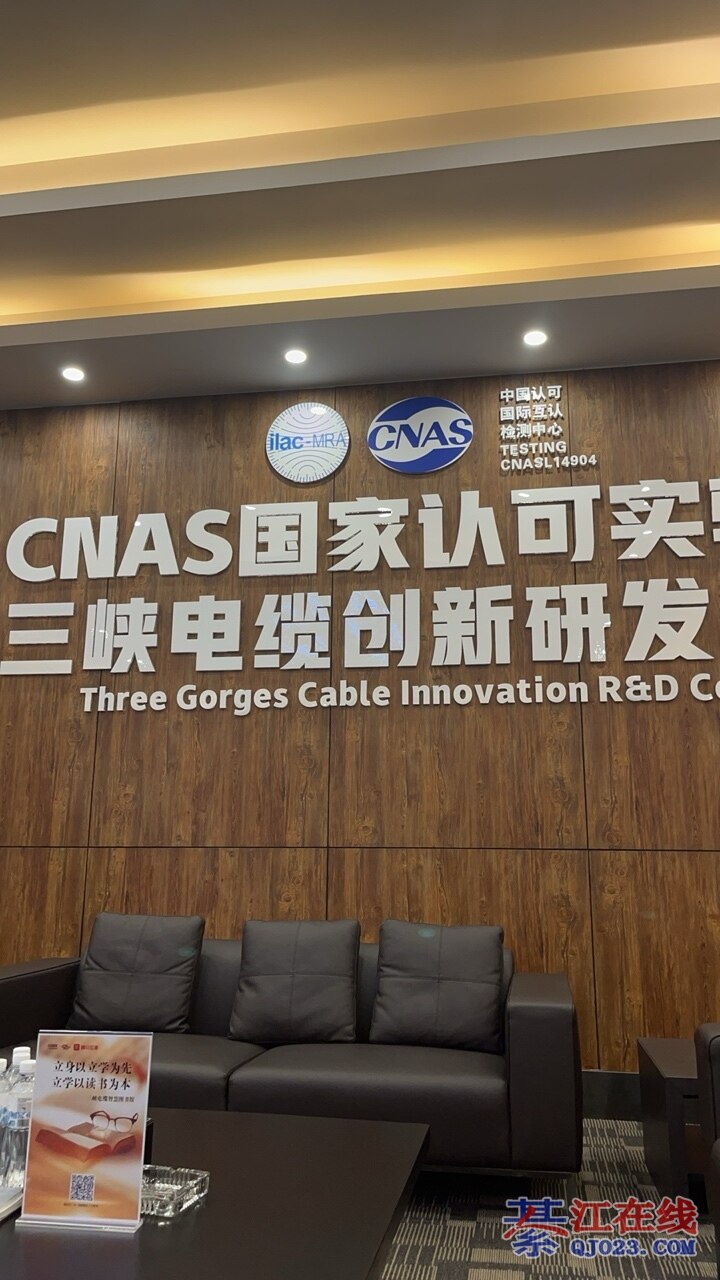 ilac-MRA
CNAS
中国认可
国际互认
检测中心
TESTING
CNASL14904
CNAS国家认可实
三峡电缆创新研发
Three Gorges Cable Innovation R&D Ce
立身以立学为先
立学以读书为本
綦江在线
QJ023.COM